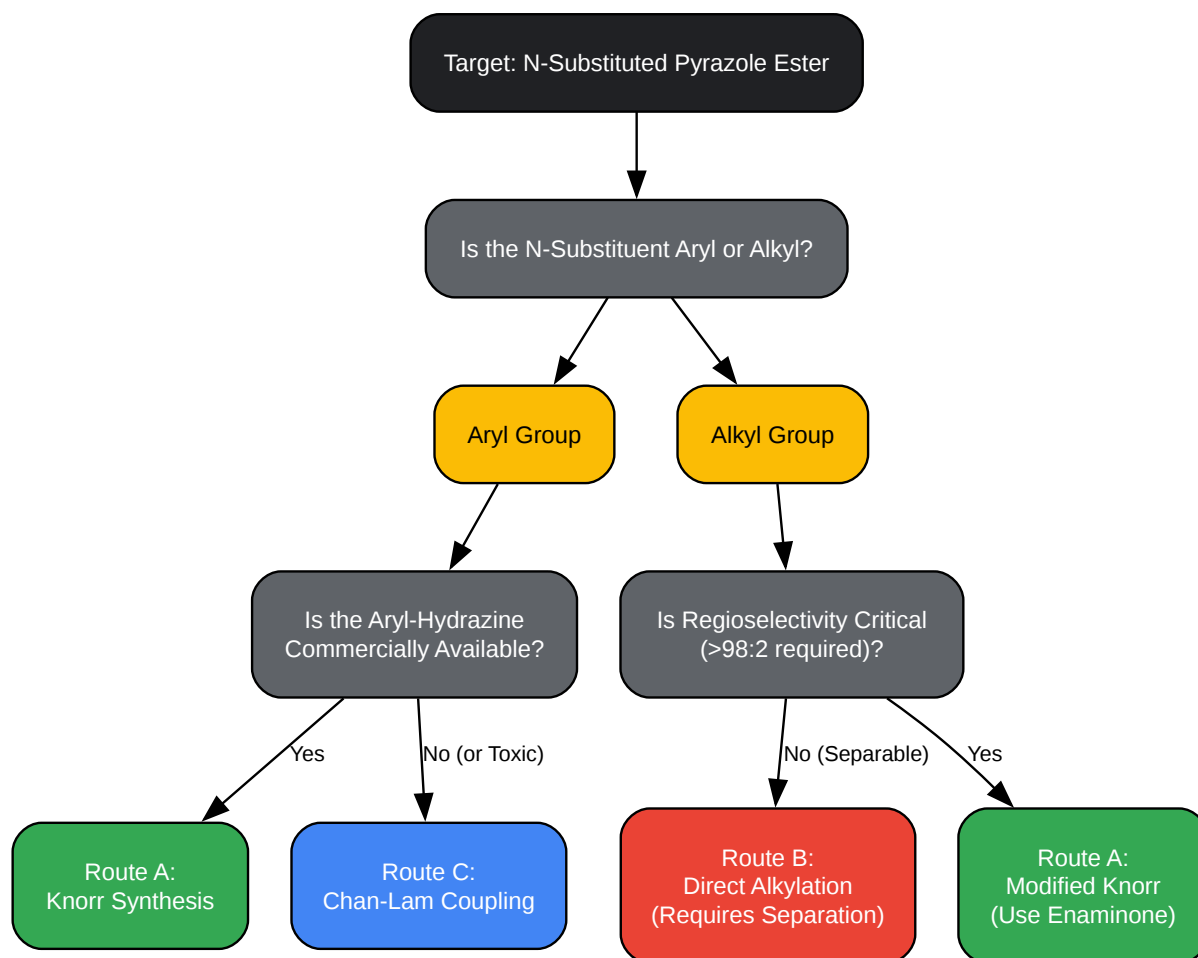 Target: N-Substituted Pyrazole Ester
Is the N-Substituent Aryl or Alkyl?
Aryl Group
Alkyl Group
Is the Aryl-Hydrazine
Commercially Available?
Is Regioselectivity Critical
(>98:2 required)?
Yes
No (or Toxic)
No (Separable)
Yes
Route A:
Knorr Synthesis
Route C:
Chan-Lam Coupling
Route B:
Direct Alkylation
(Requires Separation)
Route A:
Modified Knorr
(Use Enaminone)